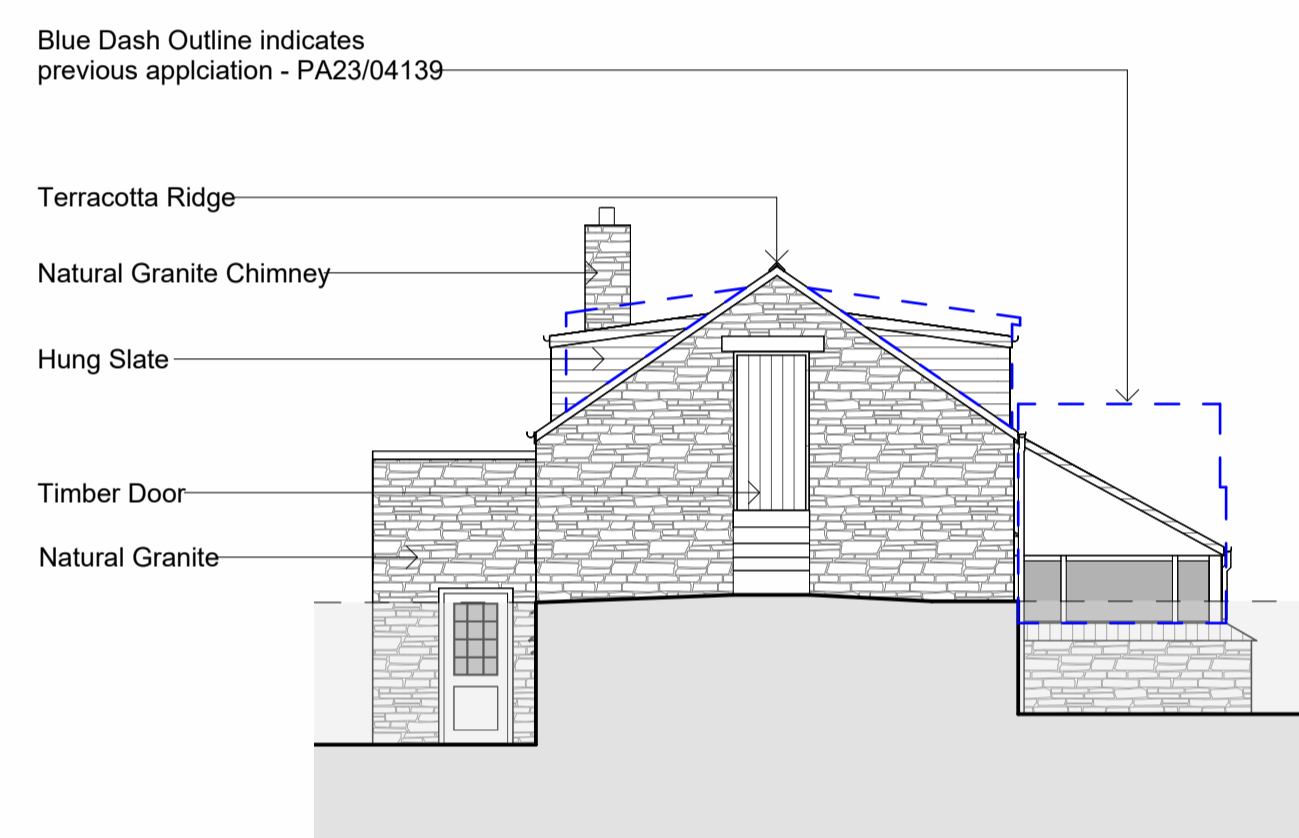 Blue Dash Outline indicates
previous applciation - PA23/04139
Terracotta Ridge
Natural Granite Chimney
Hung Slate
Timber Door
Natural Granite